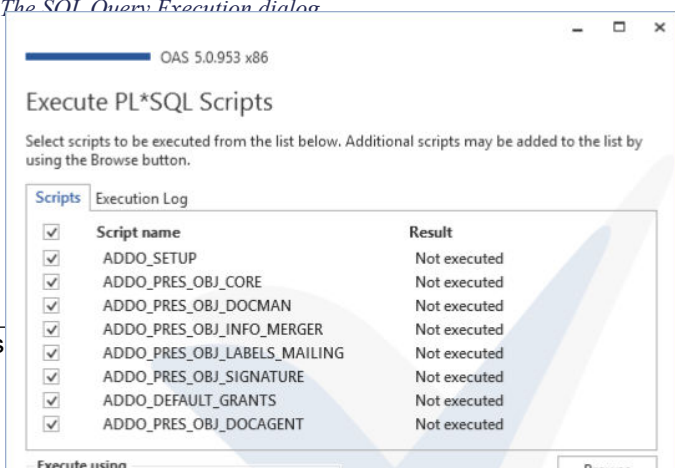 The SQL Query Execution dialog
OAS 5.0.953 x86
Execute PL*SQL Scripts
Select scripts to be executed from the list below. Additional scripts may be added to the list by
using the Browse button.
Scripts Execution Log
Script name Result
ADDO_SETUP Not executed
ADDO_PRES_OBJ_CORE Not executed
ADDO_PRES_OBJ_DOCMAN Not executed
ADDO_PRES_OBJ_INFO_MERGER Not executed
s
ADDO_PRES_OBJ_LABELS_MAILING Not executed
ADDO_PRES_OBJ_SIGNATURE Not executed
ADDO_DEFAULT_GRANTS Not executed
ADDO_PRES_OBJ_DOCAGENT Not executed
Execute using Browse